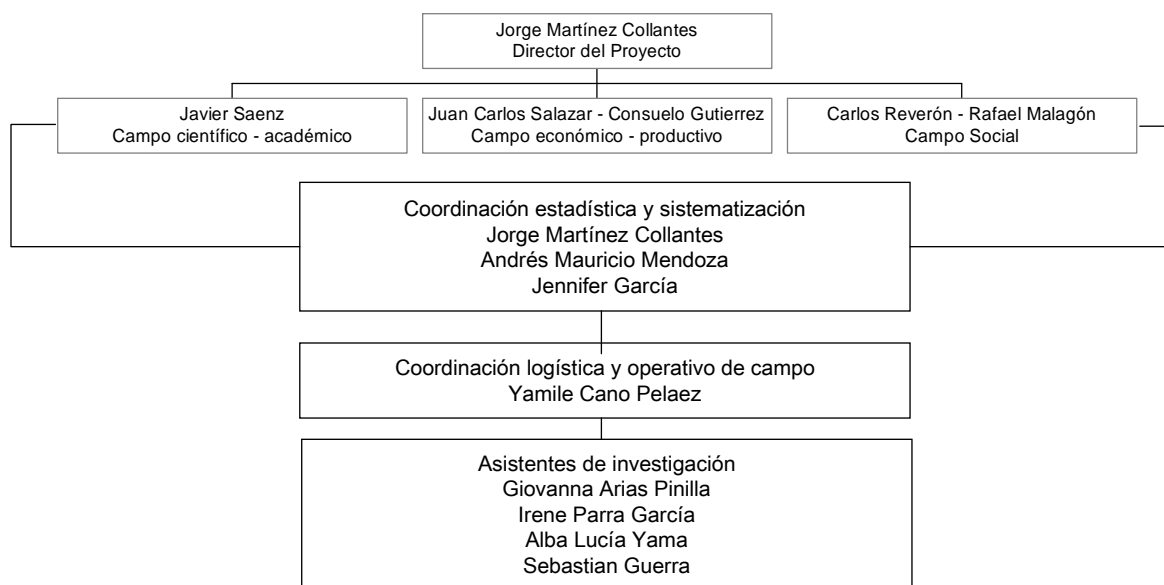 Jorge Martínez Collantes
Director del Proyecto
Javier Saenz
Campo científico - académico
Juan Carlos Salazar - Consuelo Gutierrez
Campo económico - productivo
Carlos Reverón - Rafael Malagón
Campo Social
Coordinación estadística y sistematización
Jorge Martínez Collantes
Andrés Mauricio Mendoza
Jennifer García
Coordinación logística y operativo de campo
Yamile Cano Pelaez
Asistentes de investigación
Giovanna Arias Pinilla
Irene Parra García
Alba Lucía Yama
Sebastian Guerra